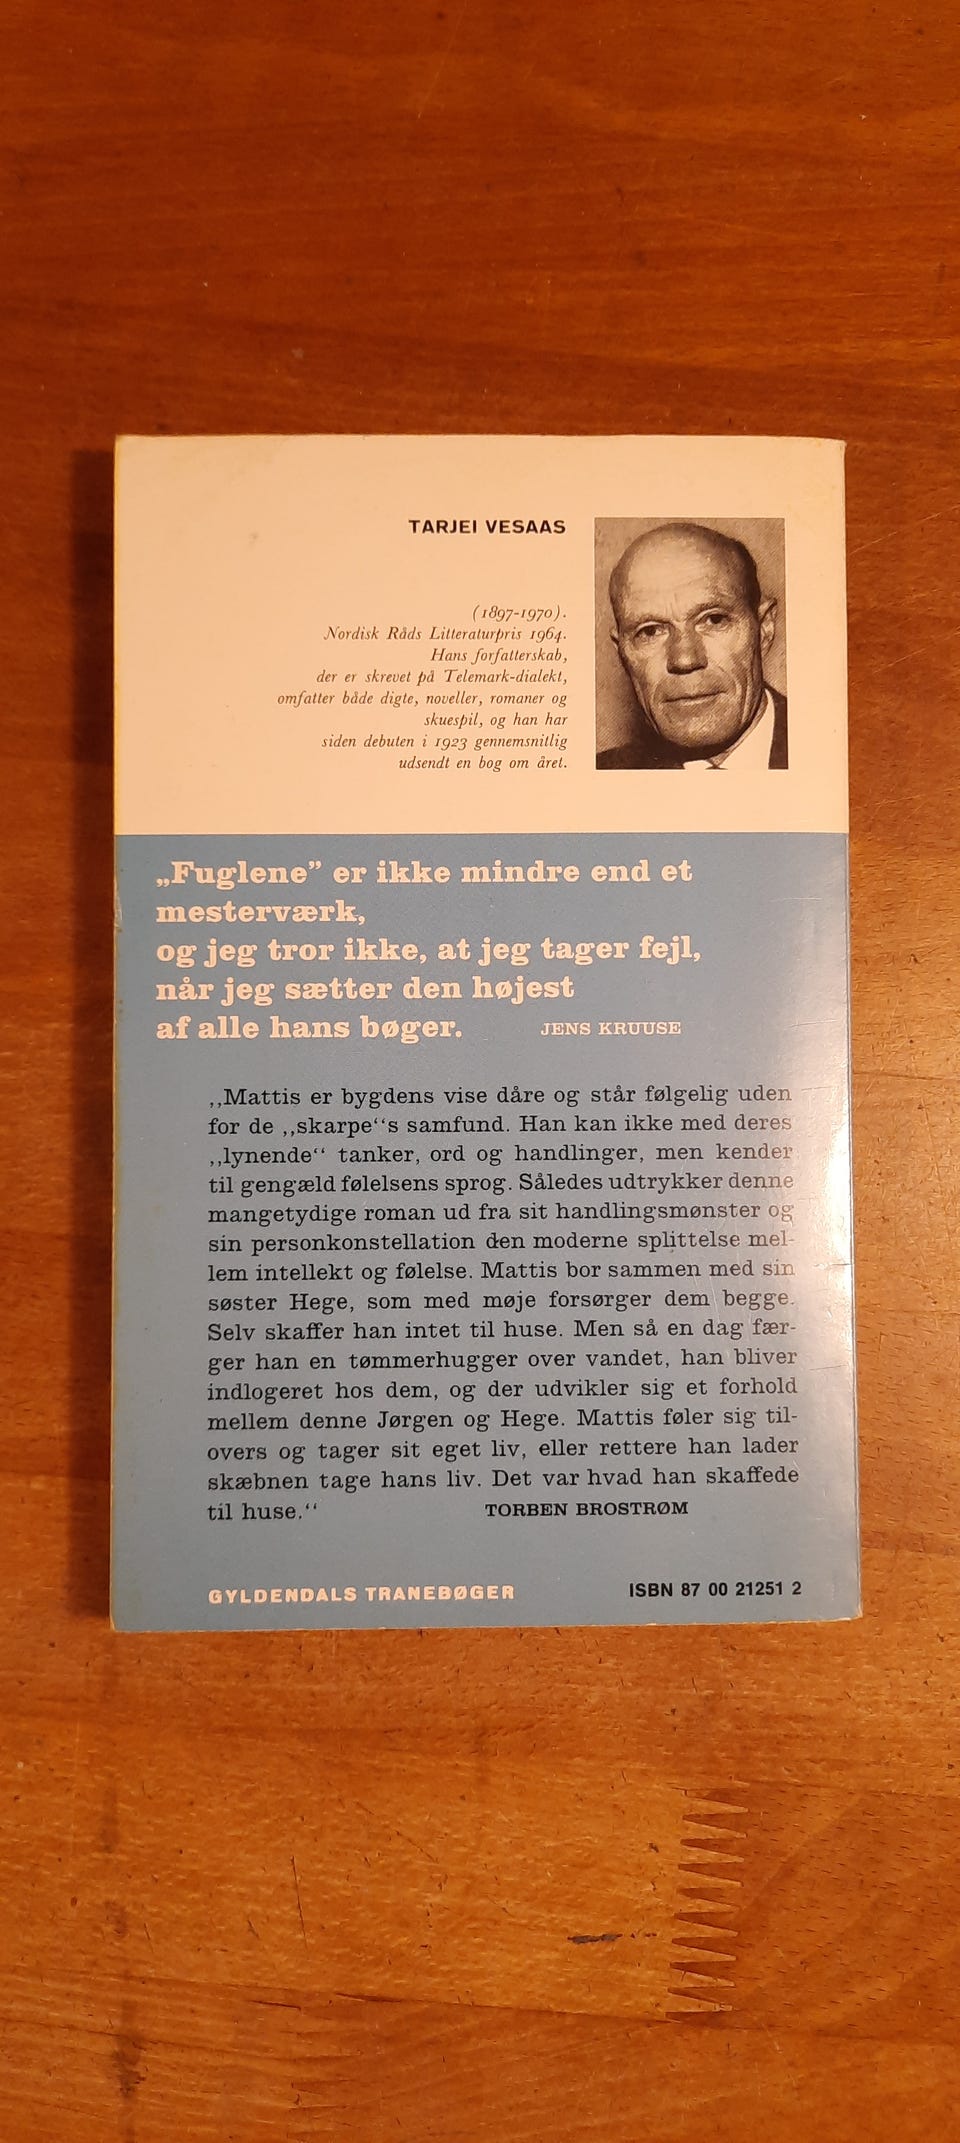 TARJEI VESAAS
(1897-1970).
Nordisk Råds Litteraturpris 1964.
Hans forfatterskab,
der er skrevet på Telemark-dialekt,
omfatter både digte, noveller, romaner og
skuespil, og han har
siden debuten i 1923 gennemsnitlig
udsendt en bog om året.
„Fuglene” er ikke mindre end et
mesterværk,
og jeg tror ikke, at jeg tager fejl,
når jeg sætter den højest
af alle hans bøger. JENS KRUUSE
,,Mattis er bygdens vise dåre og står følgelig uden
for de ,,skarpe‘‘s samfund. Han kan ikke med deres
,,lynende‘‘ tanker, ord og handlinger, men kender
til gengæld følelsens sprog. Således udtrykker denne
mangetydige roman ud fra sit handlingsmønster og
sin personkonstellation den moderne splittelse mel-
lem intellekt og følelse. Mattis bor sammen med sin
søster Hege, som med møje forsørger dem begge.
Selv skaffer han intet til huse. Men så en dag fær-
ger han en tømmerhugger over vandet, han bliver
indlogeret hos dem, og der udvikler sig et forhold
mellem denne Jørgen og Hege. Mattis føler sig til-
overs og tager sit eget liv, eller rettere han lader
skæbnen tage hans liv. Det var hvad han skaffede
til huse.‘‘ TORBEN BROSTRØM
GYLDENDALS TRANEBØGER ISBN 87 00 21251 2